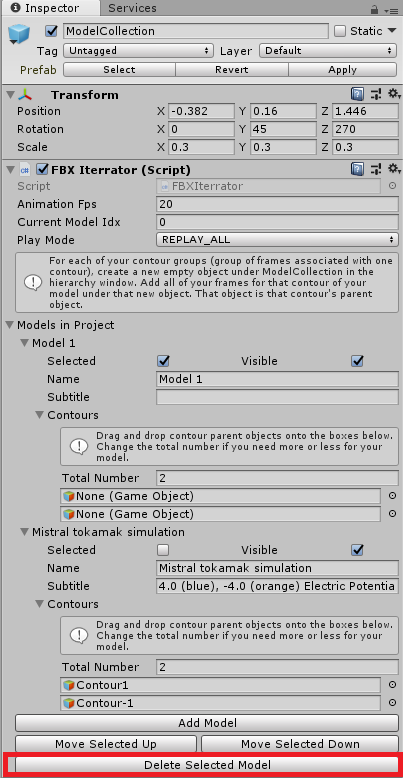 Inspector Services
ModelCollection Static
Tag Untagged Layer Default
Prefab Select Revert Apply
Transform
Position X -0.382 Y 0.16 Z 1.446
Rotation X 0 Y 45 Z 270
Scale X 0.3 Y 0.3 Z 0.3
FBX Iterrator (Script)
Script FBXIterrator
Animation Fps 20
Current Model Idx 0
Play Mode REPLAY_ALL
For each of your contour groups (group of frames associated with one
contour), create a new empty object under ModelCollection in the
hierarchy window. Add all of your frames for that contour of your
model under that new object. That object is that contour's parent
object.
Models in Project
Model 1
Selected Visible
Name Model 1
Subtitle
Contours
Drag and drop contour parent objects onto the boxes below.
Change the total number if you need more or less for your
model.
Total Number 2
None (Game Object)
None (Game Object)
Mistral tokamak simulation
Selected Visible
Name Mistral tokamak simulation
Subtitle 4.0 (blue), -4.0 (orange) Electric Potentia
Contours
Drag and drop contour parent objects onto the boxes below.
Change the total number if you need more or less for your
model.
Total Number 2
Contour1
Contour-1
Add Model
Move Selected Up Move Selected Down
Delete Selected Model